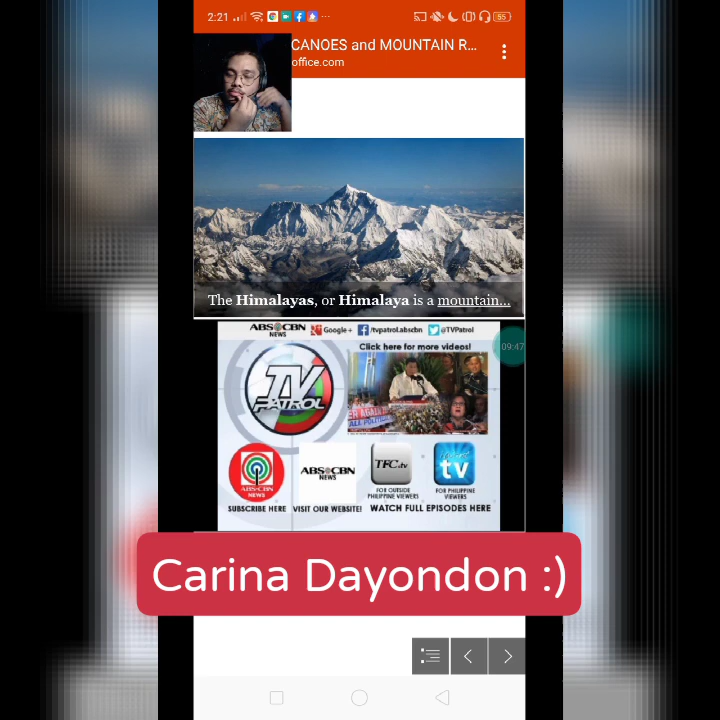 2:21
55
CANOES and MOUNTAIN R...
office.com
The Himalayas, or Himalaya is a mountain...
ABS-CBN NEWS Google+ /tvpatrol.abscbn @TVPatrol
09:47
Click here for more videos!
TV PATROL
ABS-CBN NEWS
ABS-CBN NEWS
TFC.tv
tv
FOR OUTSIDE PHILIPPINE VIEWERS
FOR PHILIPPINE VIEWERS
SUBSCRIBE HERE VISIT OUR WEBSITE! WATCH FULL EPISODES HERE
Carina Dayondon :)